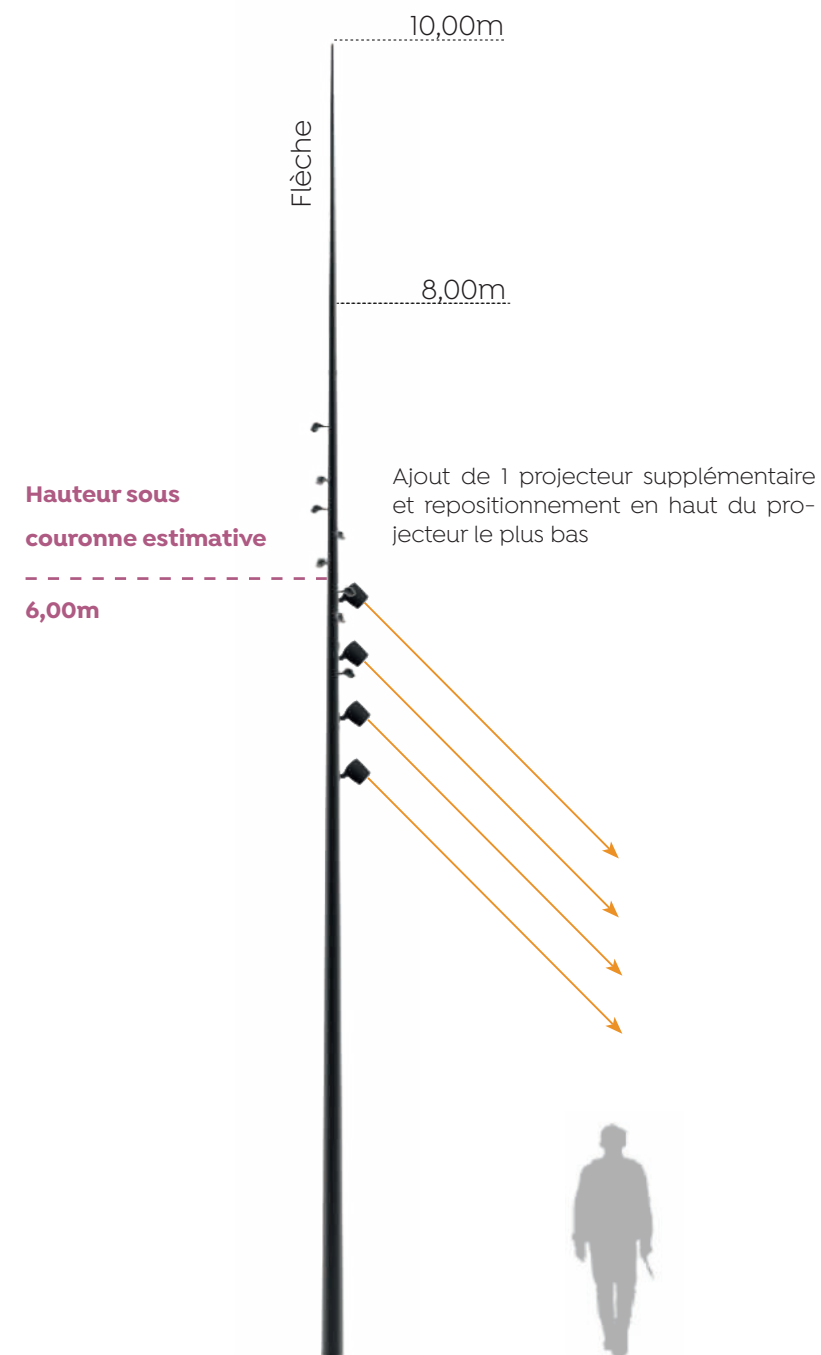 10,00m
Flèche
8,00m
Ajout de 1 projecteur supplémentaire
et repositionnement en haut du pro-
jecteur le plus bas
Hauteur sous
couronne estimative
6,00m